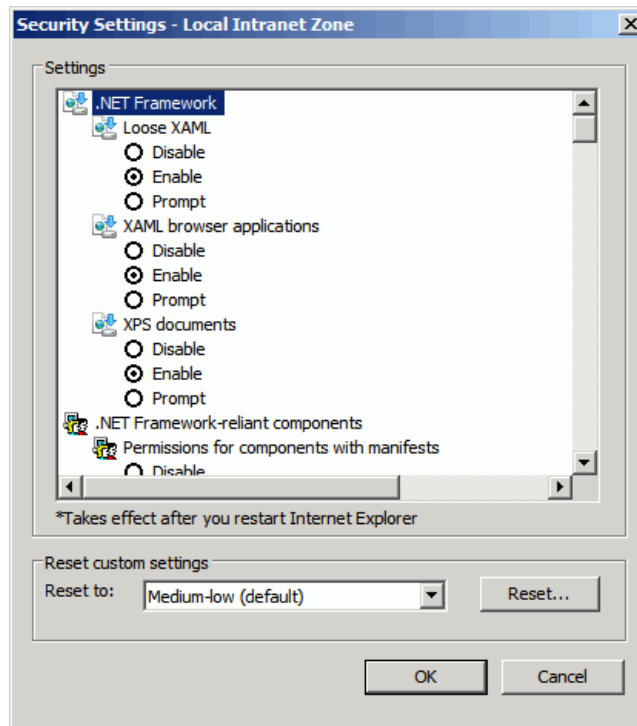 Security Settings - Local Intranet Zone
Settings
.NET Framework
Loose XAML
Disable
Enable
Prompt
XAML browser applications
Disable
Enable
Prompt
XPS documents
Disable
Enable
Prompt
.NET Framework-reliant components
Permissions for components with manifests
Disable
*Takes effect after you restart Internet Explorer
Reset custom settings
Reset to: Medium-low (default) Reset...
OK Cancel